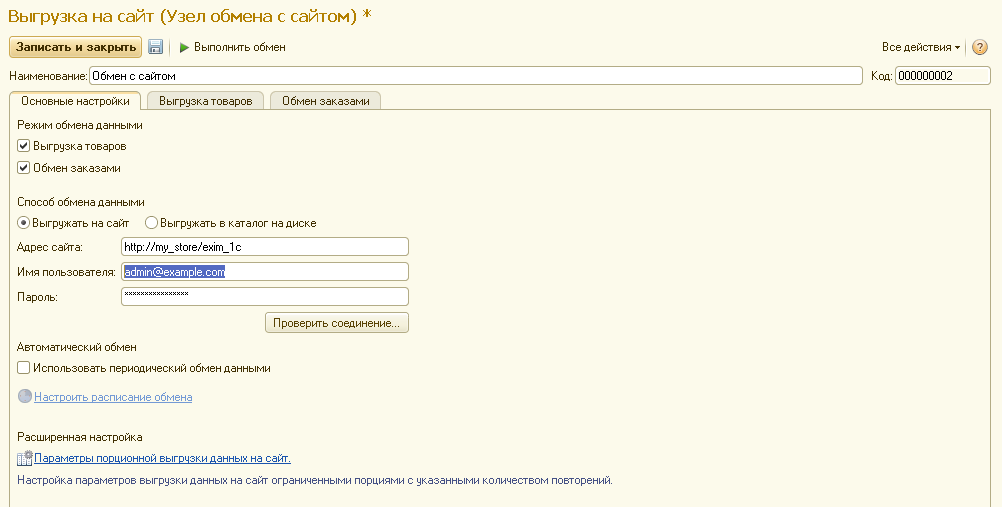 Выгрузка на сайт (Узел обмена с сайтом) *
Записать и закрыть Выполнить обмен Все действия ?
Наименование: Обмен с сайтом Код: 000000002
Основные настройки Выгрузка товаров Обмен заказами
Режим обмена данными
Выгрузка товаров
Обмен заказами
Способ обмена данными
Выгружать на сайт Выгружать в каталог на диске
Адрес сайта: http://my_store/exim_1c
Имя пользователя: admin@example.com
Пароль: ****************
Проверить соединение...
Автоматический обмен
Использовать периодический обмен данными
Настроить расписание обмена
Расширенная настройка
Параметры порционной выгрузки данных на сайт.
Настройка параметров выгрузки данных на сайт ограниченными порциями с указанными количеством повторений.